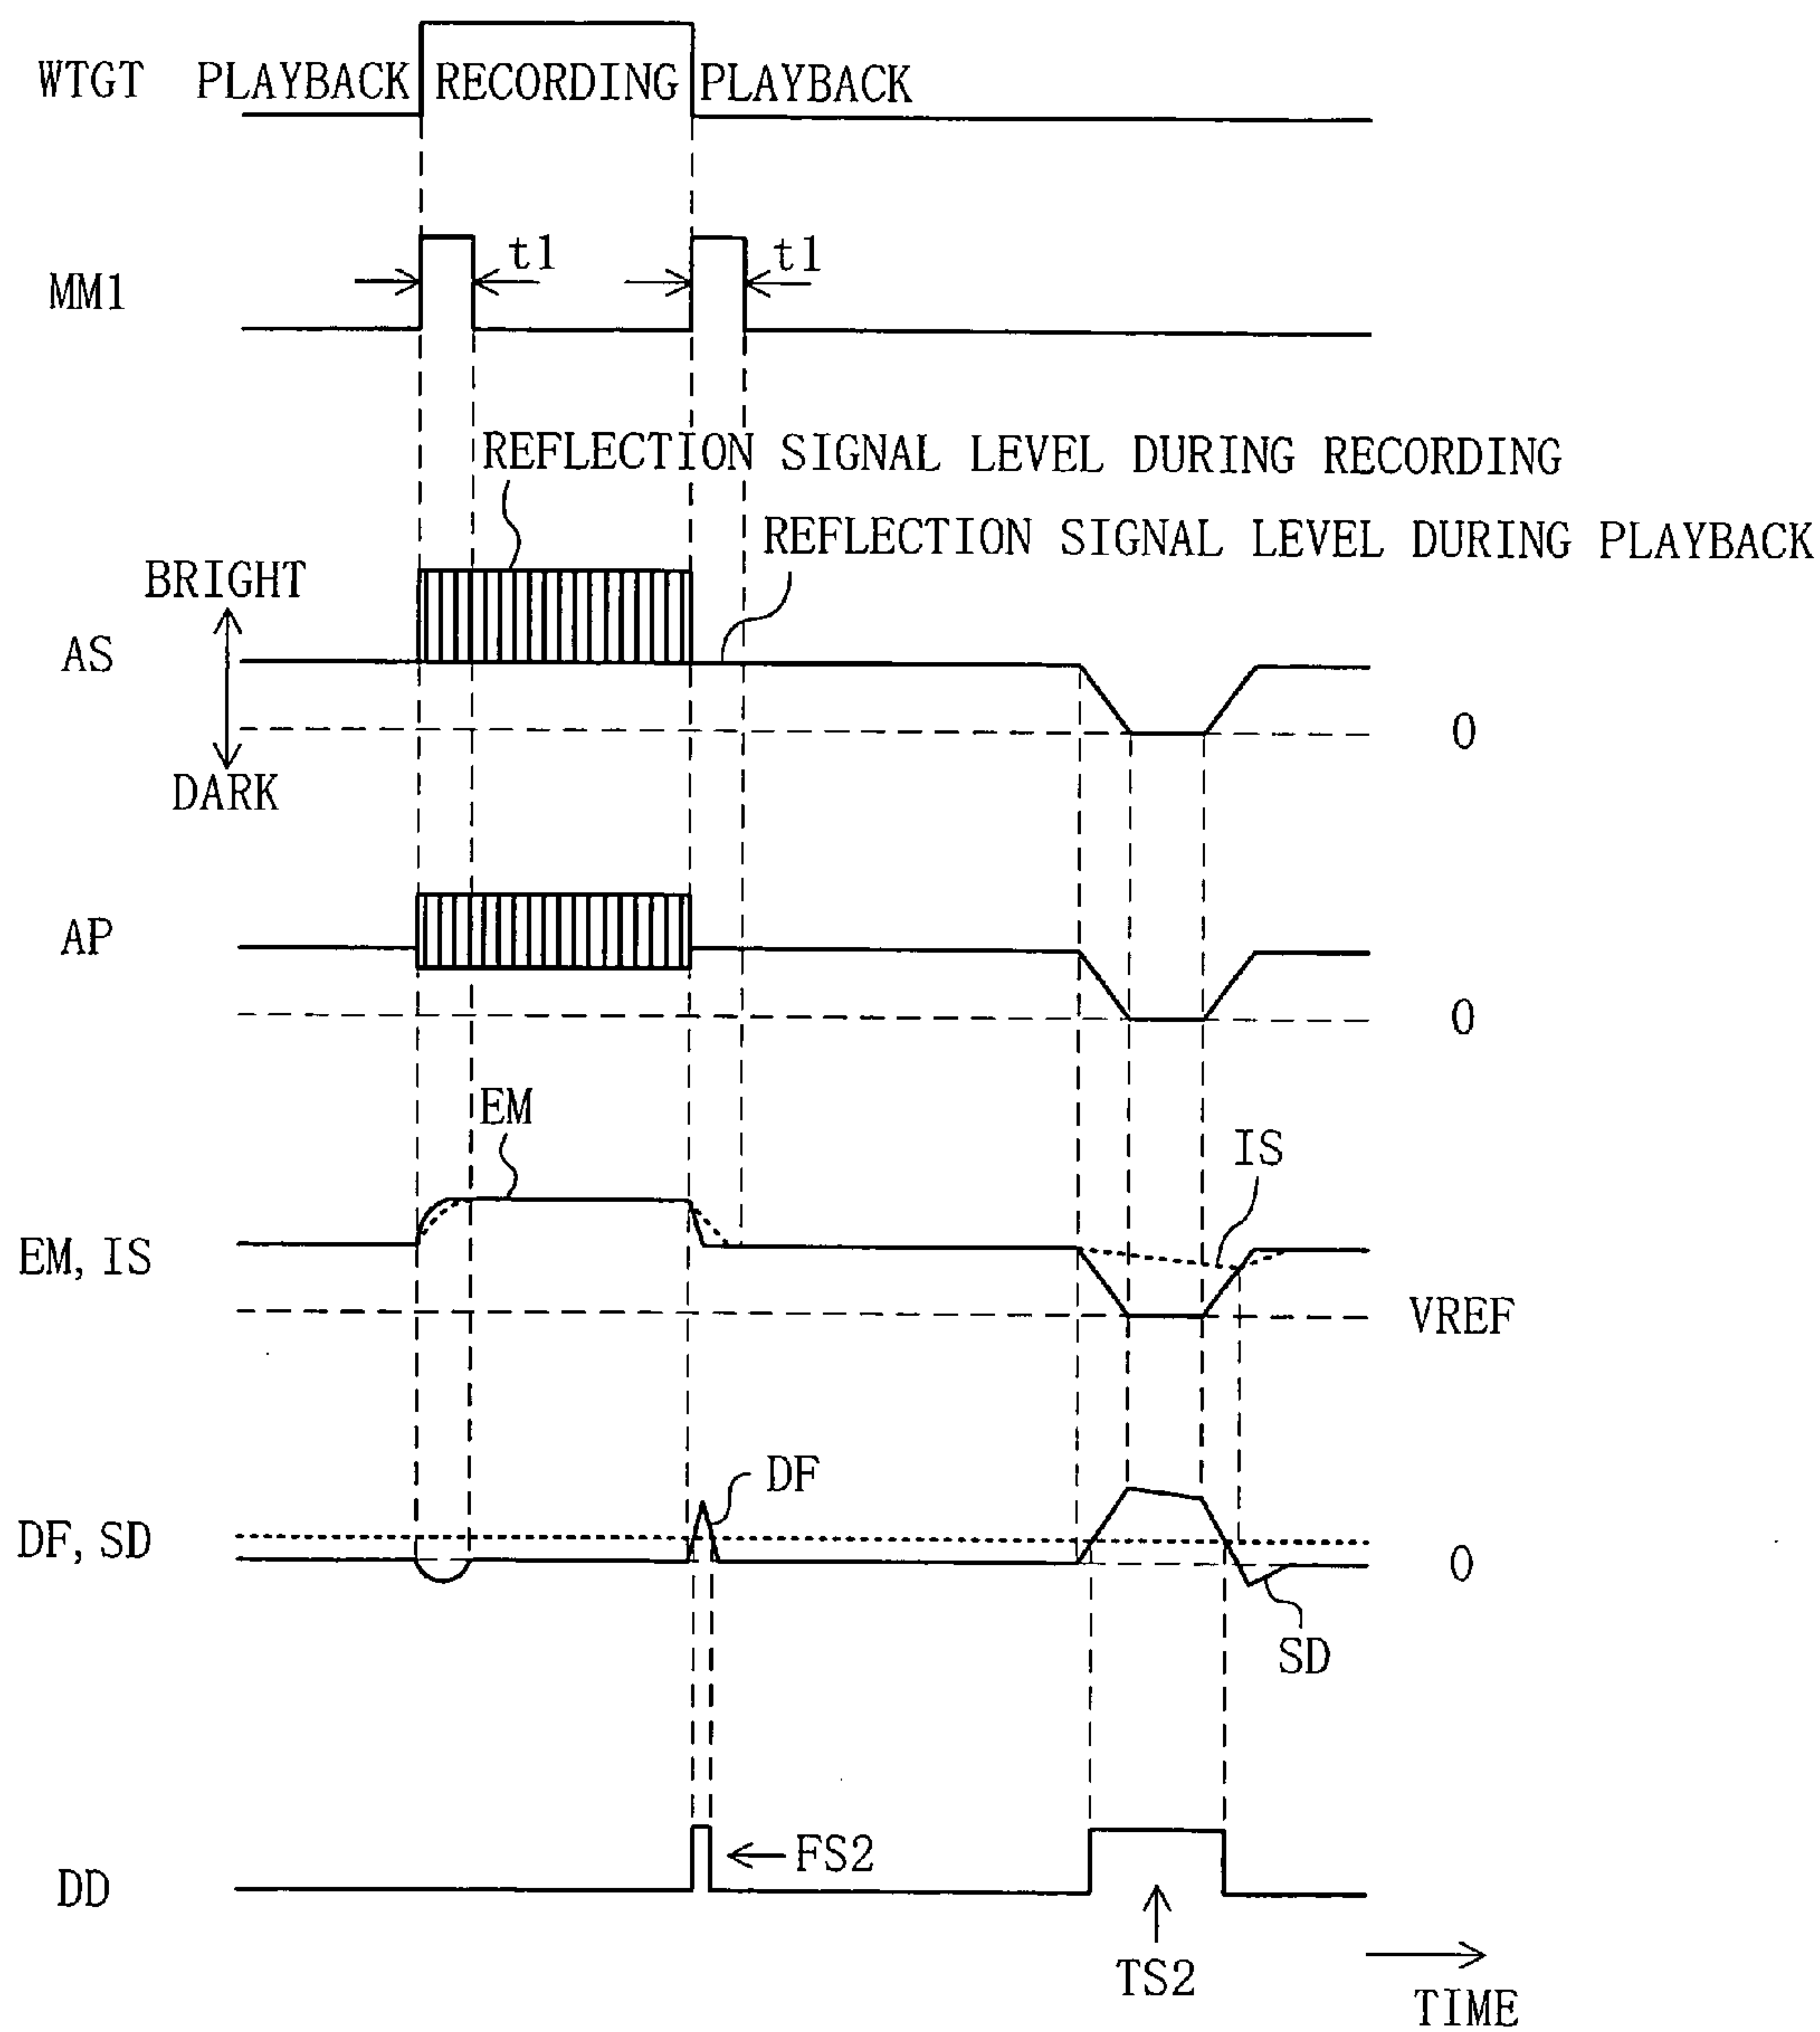 WTGT PLAYBACK RECORDING PLAYBACK
MM1 t1 t1
REFLECTION SIGNAL LEVEL DURING RECORDING
REFLECTION SIGNAL LEVEL DURING PLAYBACK
BRIGHT
AS
0
DARK
AP
0
EM
IS
EM, IS
VREF
DF
DF, SD
0
SD
FS2
DD
TS2
TIME